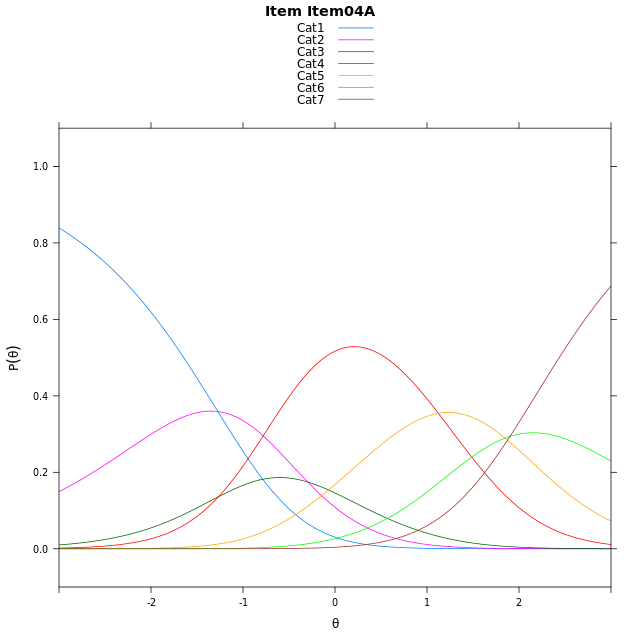 Item Item04A
Cat1
Cat2
Cat3
Cat4
Cat5
Cat6
Cat7
1.0
0.8
0.6
0.4
0.2
0.0
P(θ)
-2 -1 0 1 2
θ